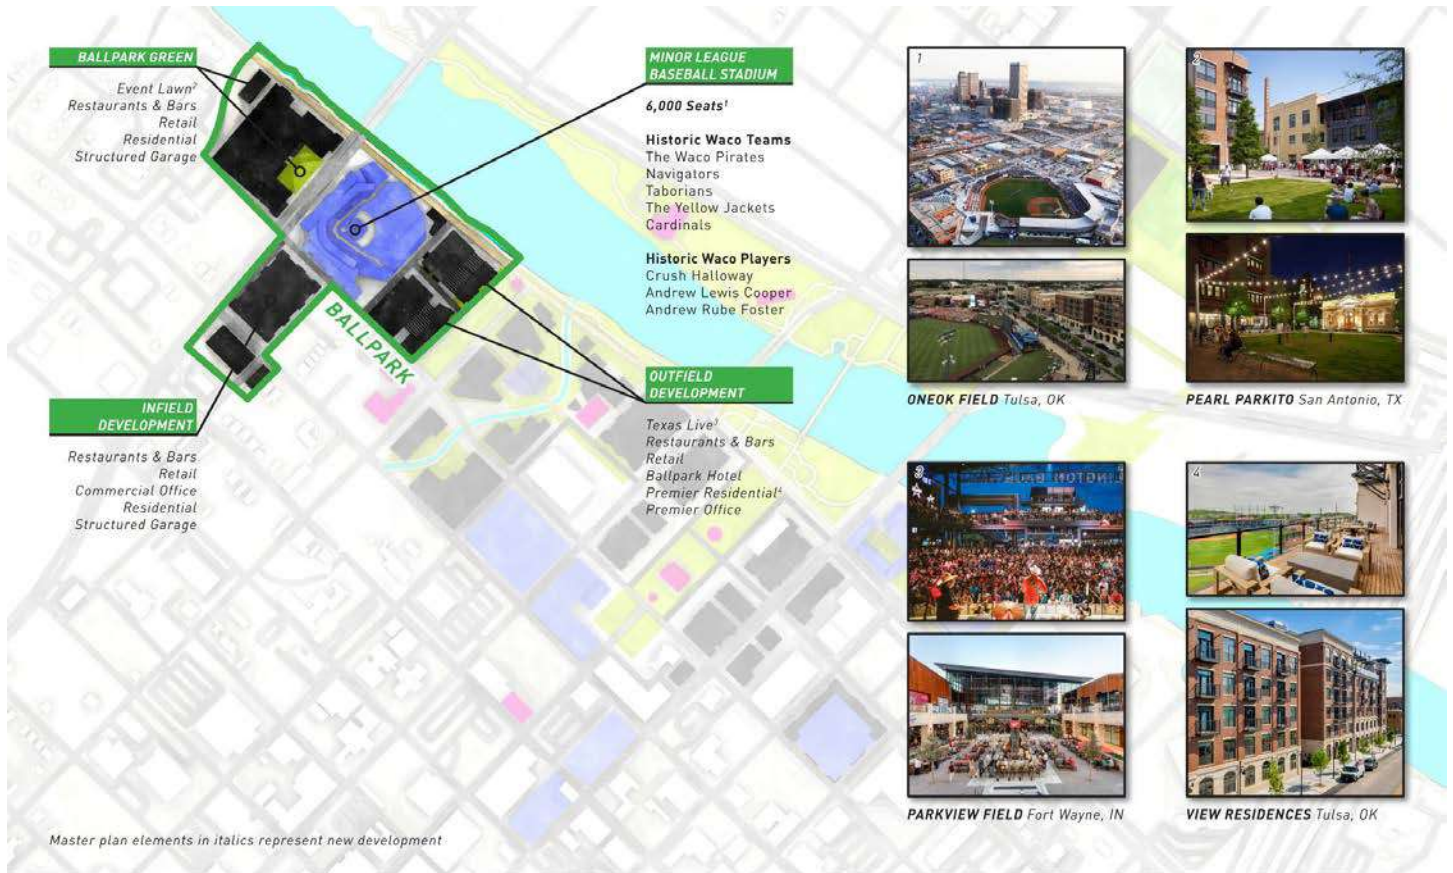 BALLPARK GREEN
Event Lawn²
Restaurants & Bars
Retail
Residential
Structured Garage
MINOR LEAGUE
BASEBALL STADIUM
6,000 Seats¹
Historic Waco Teams
The Waco Pirates
Navigators
Taborians
The Yellow Jackets
Cardinals
Historic Waco Players
Crush Halloway
Andrew Lewis Cooper
Andrew Rube Foster
BALLPARK
INFIELD
DEVELOPMENT
Restaurants & Bars
Retail
Commercial Office
Residential
Structured Garage
OUTFIELD
DEVELOPMENT
Texas Live³
Restaurants & Bars
Retail
Ballpark Hotel
Premier Residential⁴
Premier Office
1
ONEOK FIELD Tulsa, OK
2
PEARL PARKITO San Antonio, TX
3
PARKVIEW FIELD Fort Wayne, IN
4
VIEW RESIDENCES Tulsa, OK
Master plan elements in italics represent new development